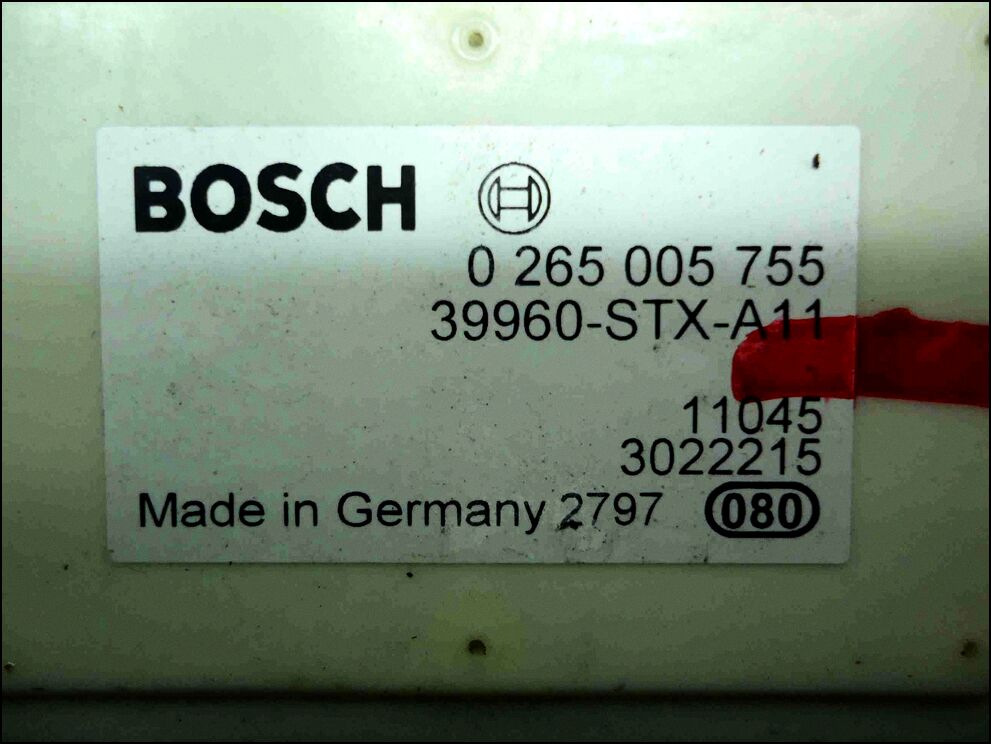 BOSCH
0 265 005 755
39960-STX-A11
11045
3022215
Made in Germany 2797 080